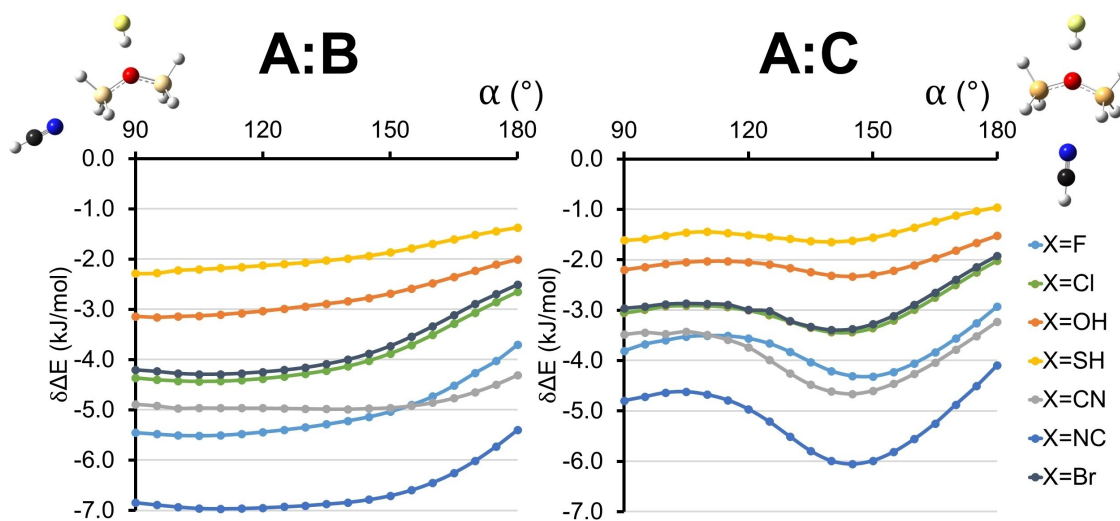 A:B
α (°)
90 120 150 180
0.0
-1.0
-2.0
-3.0
-4.0
-5.0
-6.0
-7.0
δΔE (kJ/mol)
A:C
α (°)
90 120 150 180
0.0
-1.0
-2.0
-3.0
-4.0
-5.0
-6.0
-7.0
δΔE (kJ/mol)
X=F
X=Cl
X=OH
X=SH
X=CN
X=NC
X=Br